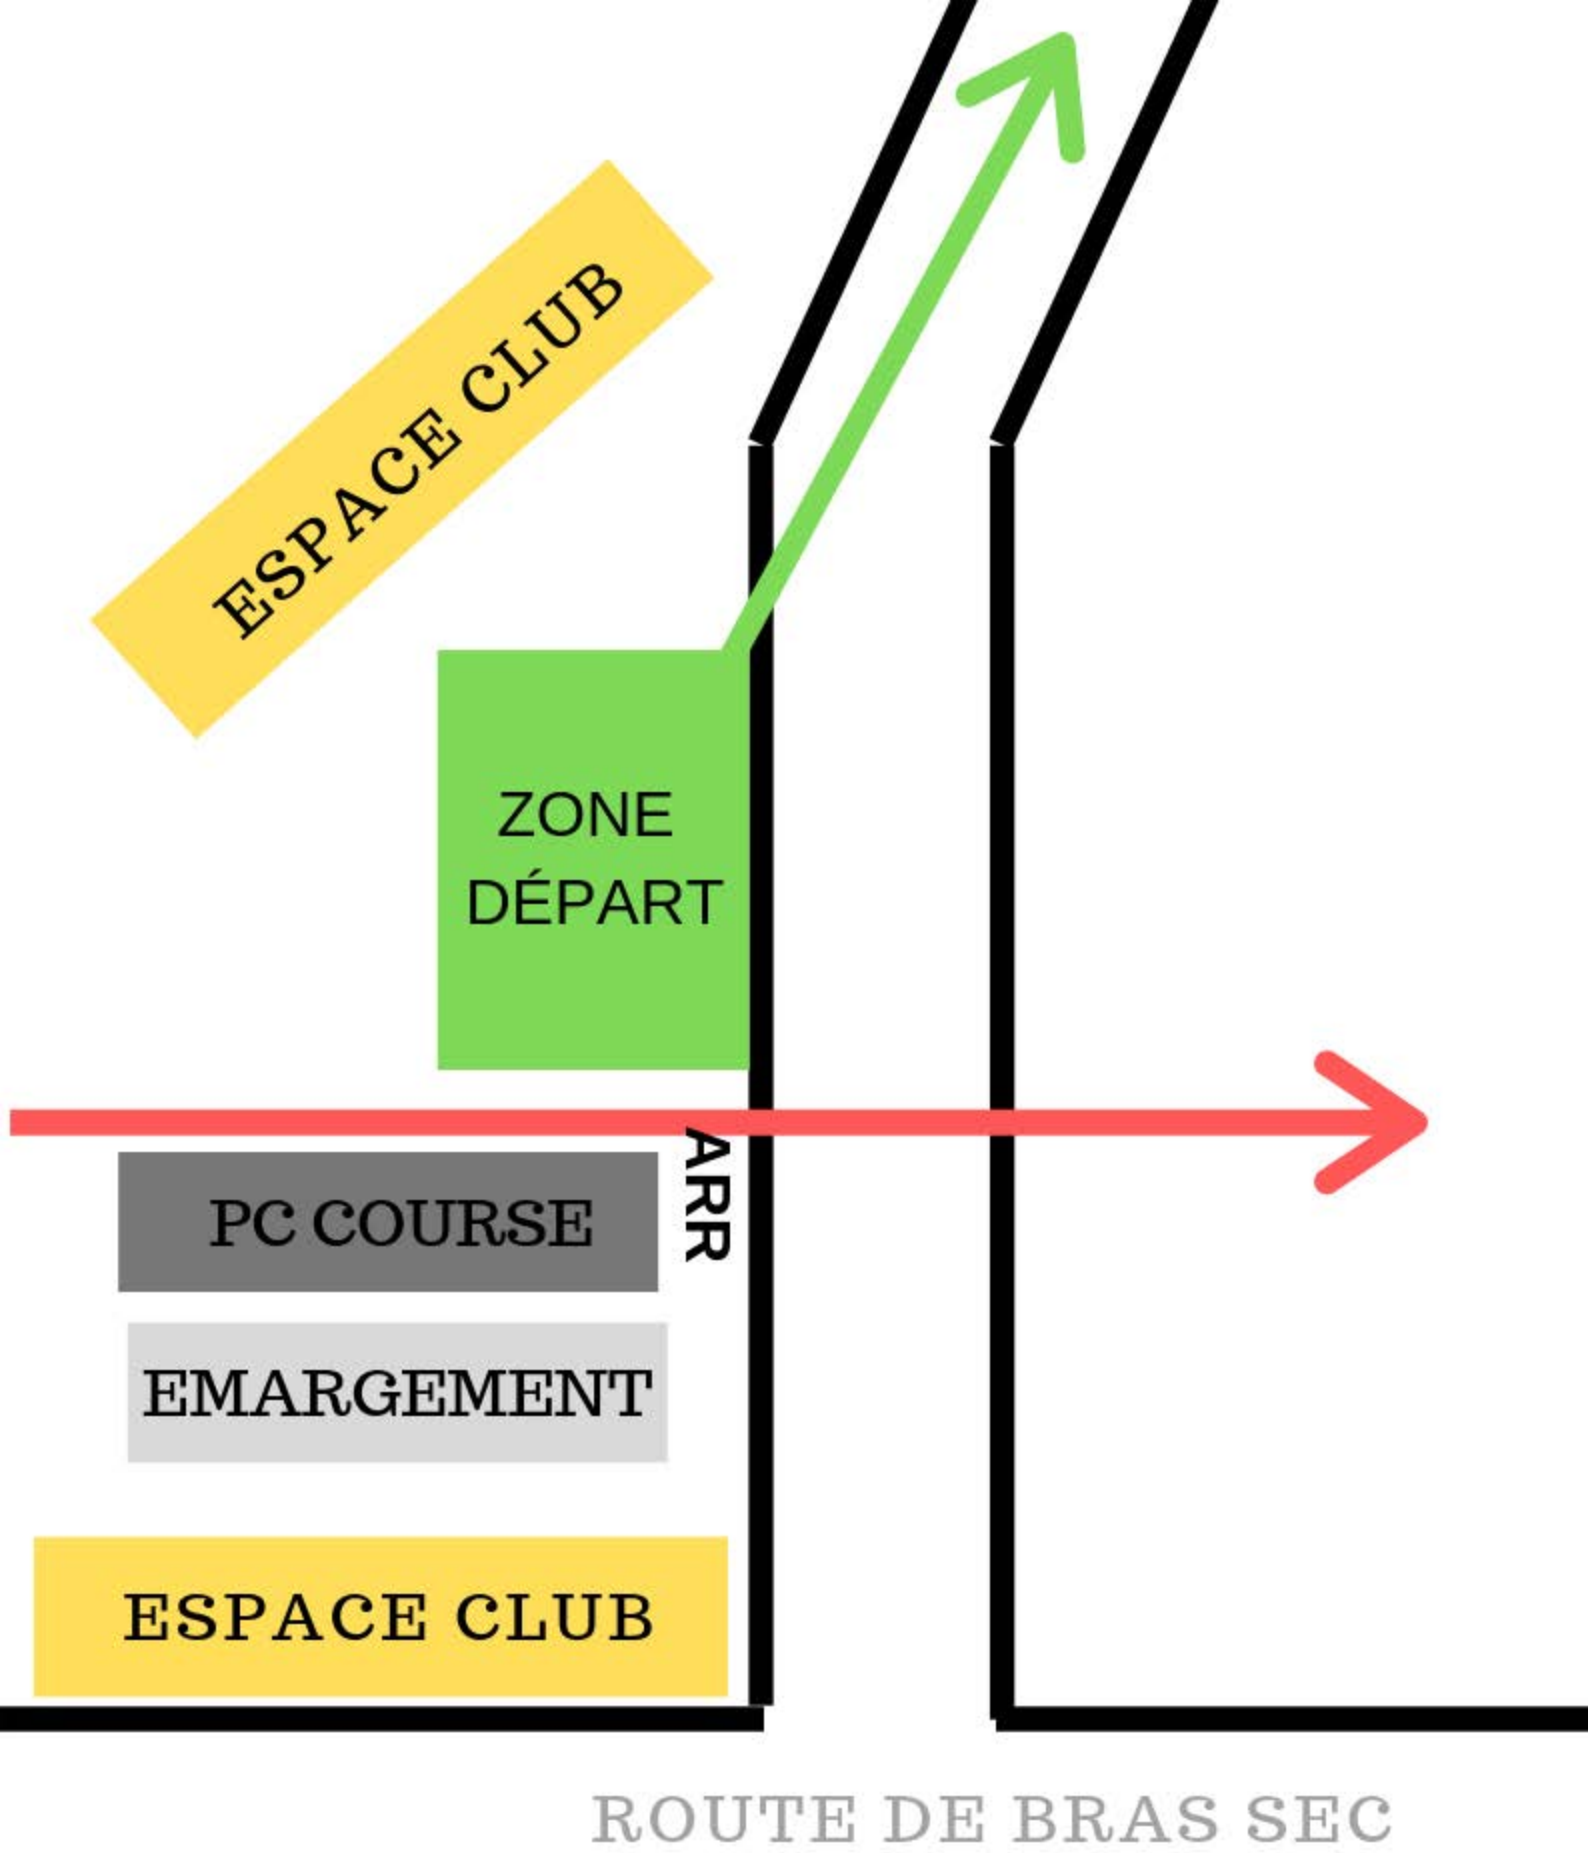 ESPACE CLUB
ZONE
DÉPART
ARR
PC COURSE
EMARGEMENT
ESPACE CLUB
ROUTE DE BRAS SEC